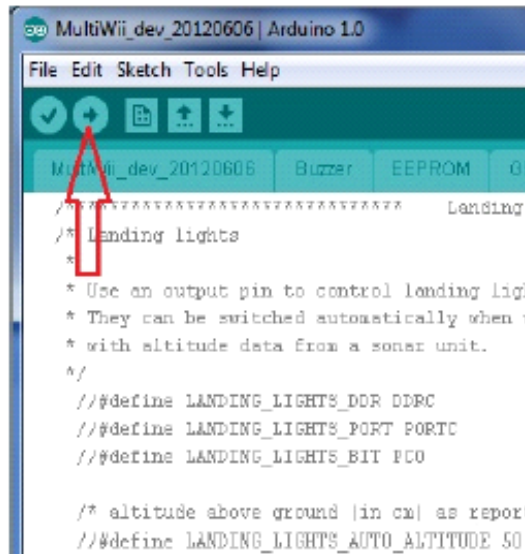 MultiWii_dev_20120606 | Arduino 1.0
File Edit Sketch Tools Help
MultiWii_dev_20120606 Buzzer EEPROM G
/******************************* Landing
/* Landing lights
*
* Use an output pin to control landing ligh
* They can be switched automatically when
* with altitude data from a sonar unit.
*/
//#define LANDING_LIGHTS_DDR DDRC
//#define LANDING_LIGHTS_PORT PORTC
//#define LANDING_LIGHTS_BIT PC0
/* altitude above ground |in cm| as report
//#define LANDING_LIGHTS_AUTO_ALTITUDE 50